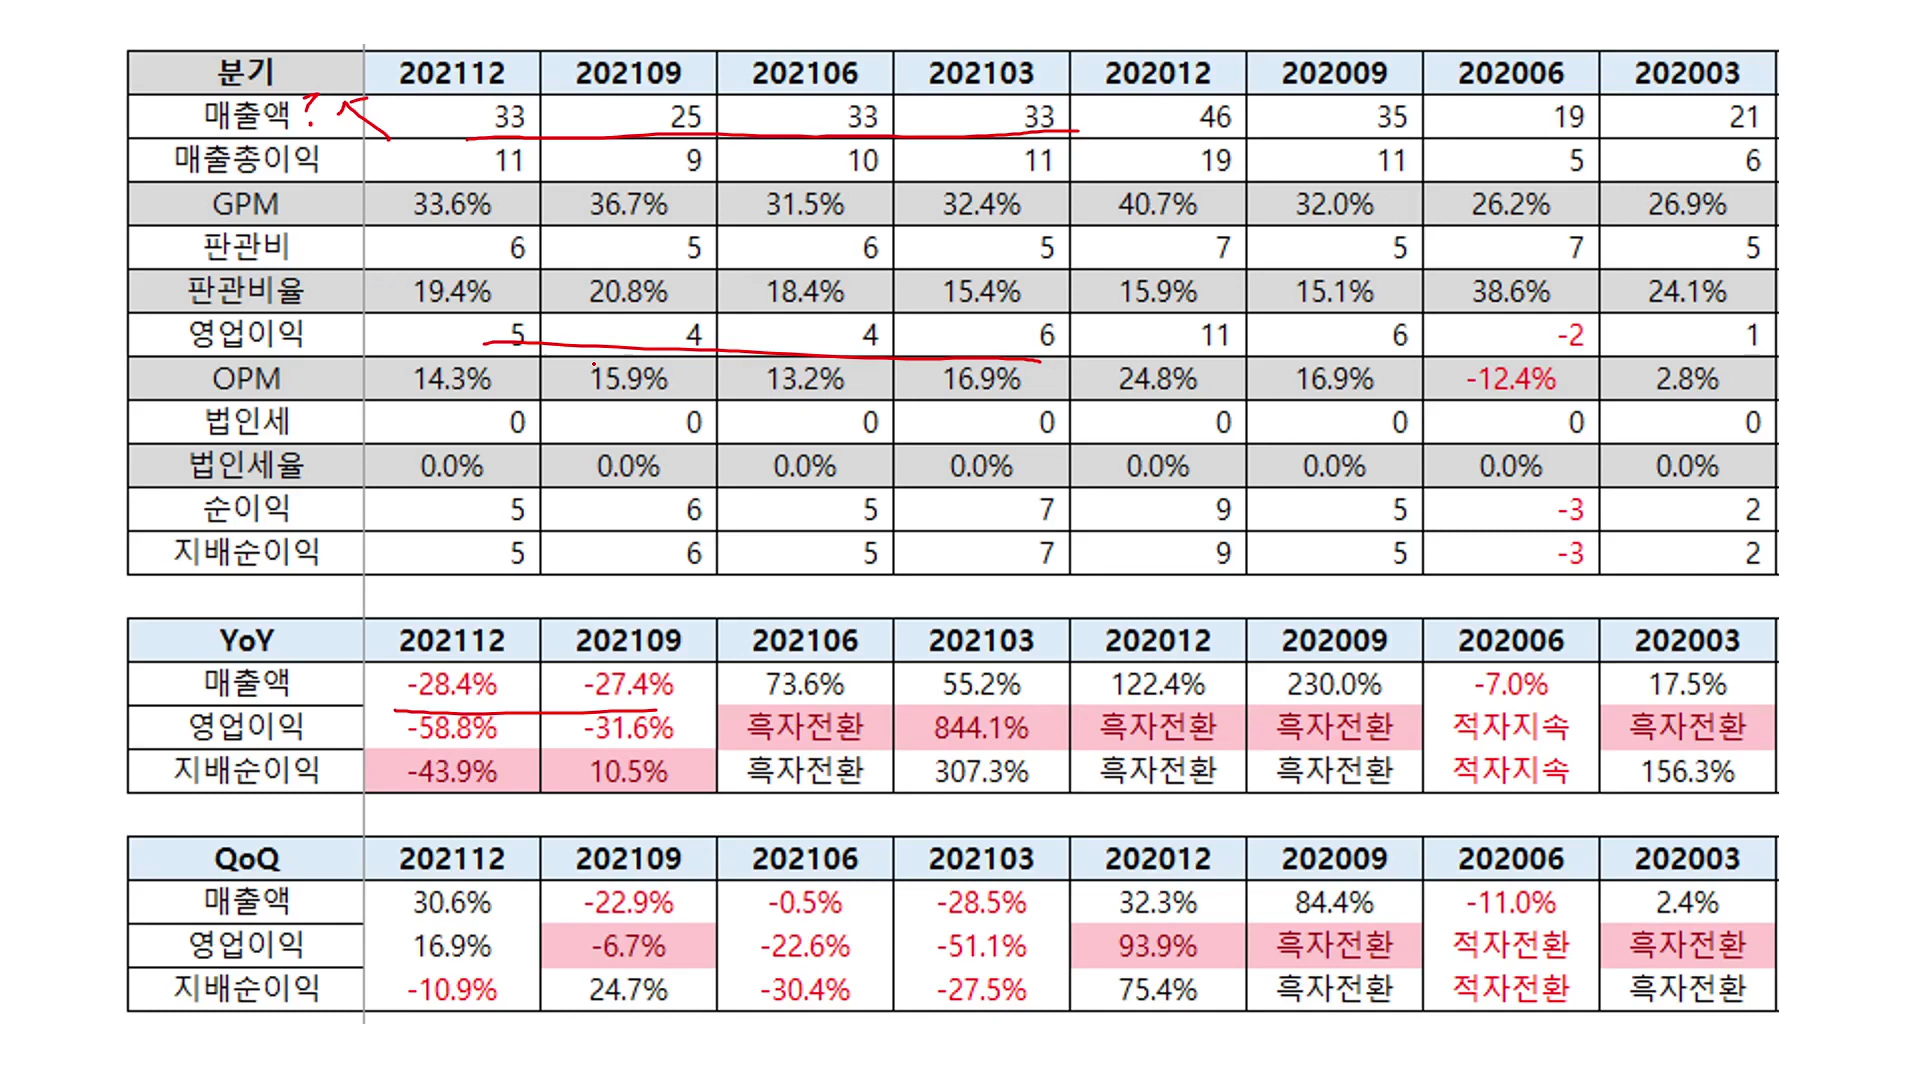 분기 202112 202109 202106 202103 202012 202009 202006 202003
매출액 ? 33 25 33 33 46 35 19 21
매출총이익 11 9 10 11 19 11 5 6
GPM 33.6% 36.7% 31.5% 32.4% 40.7% 32.0% 26.2% 26.9%
판관비 6 5 6 5 7 5 7 5
판관비율 19.4% 20.8% 18.4% 15.4% 15.9% 15.1% 38.6% 24.1%
영업이익 5 4 4 6 11 6 -2 1
OPM 14.3% 15.9% 13.2% 16.9% 24.8% 16.9% -12.4% 2.8%
법인세 0 0 0 0 0 0 0 0
법인세율 0.0% 0.0% 0.0% 0.0% 0.0% 0.0% 0.0% 0.0%
순이익 5 6 5 7 9 5 -3 2
지배순이익 5 6 5 7 9 5 -3 2
YoY 202112 202109 202106 202103 202012 202009 202006 202003
매출액 -28.4% -27.4% 73.6% 55.2% 122.4% 230.0% -7.0% 17.5%
영업이익 -58.8% -31.6% 흑자전환 844.1% 흑자전환 흑자전환 적자지속 흑자전환
지배순이익 -43.9% 10.5% 흑자전환 307.3% 흑자전환 흑자전환 적자지속 156.3%
QoQ 202112 202109 202106 202103 202012 202009 202006 202003
매출액 30.6% -22.9% -0.5% -28.5% 32.3% 84.4% -11.0% 2.4%
영업이익 16.9% -6.7% -22.6% -51.1% 93.9% 흑자전환 적자전환 흑자전환
지배순이익 -10.9% 24.7% -30.4% -27.5% 75.4% 흑자전환 적자전환 흑자전환